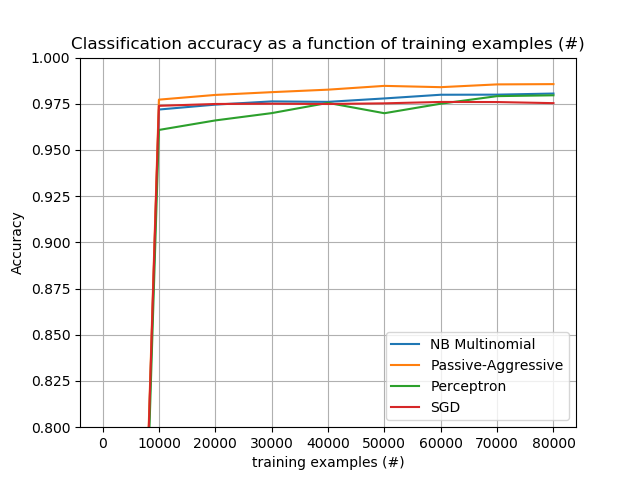 Classification accuracy as a function of training examples (#)
1.000
0.975
0.950
0.925
0.900
0.875
0.850
0.825
0.800
Accuracy
NB Multinomial
Passive-Aggressive
Perceptron
SGD
0 10000 20000 30000 40000 50000 60000 70000 80000
training examples (#)